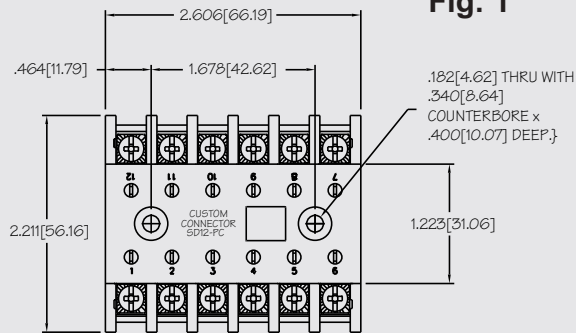 Fig. 1
2.606[66.19]
.464[11.79]
1.678[42.62]
.182[4.62] THRU WITH
.340[8.64]
COUNTERBORE x
.400[10.07] DEEP.}
12 11 10 9 8 7
2.211[56.16]
CUSTOM
CONNECTOR
SD12-PC
1.223[31.06]
1 2 3 4 5 6